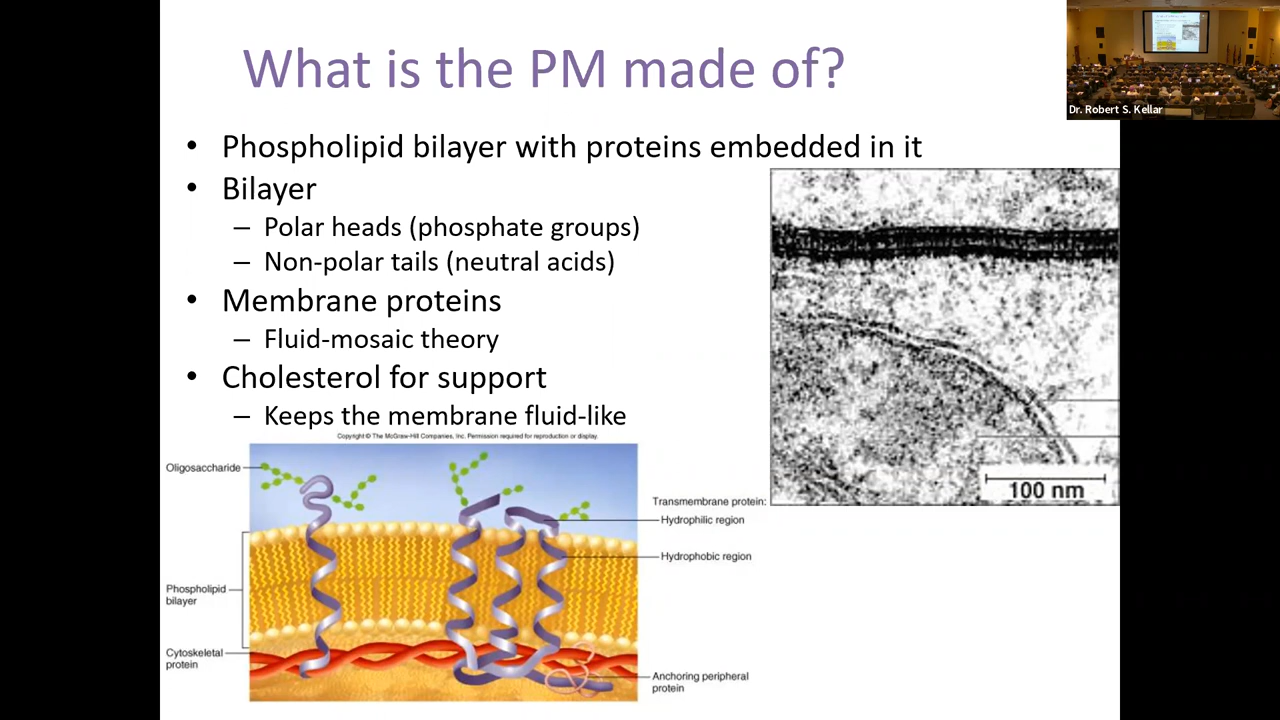 What is the PM made of?
Dr. Robert S. Kellar
• Phospholipid bilayer with proteins embedded in it
• Bilayer
– Polar heads (phosphate groups)
– Non-polar tails (neutral acids)
• Membrane proteins
– Fluid-mosaic theory
• Cholesterol for support
– Keeps the membrane fluid-like
Copyright © The McGraw-Hill Companies, Inc. Permission required for reproduction or display.
Oligosaccharide
Phospholipid
bilayer
Cytoskeletal
protein
Transmembrane protein:
Hydrophilic region
Hydrophobic region
Anchoring peripheral
protein
100 nm